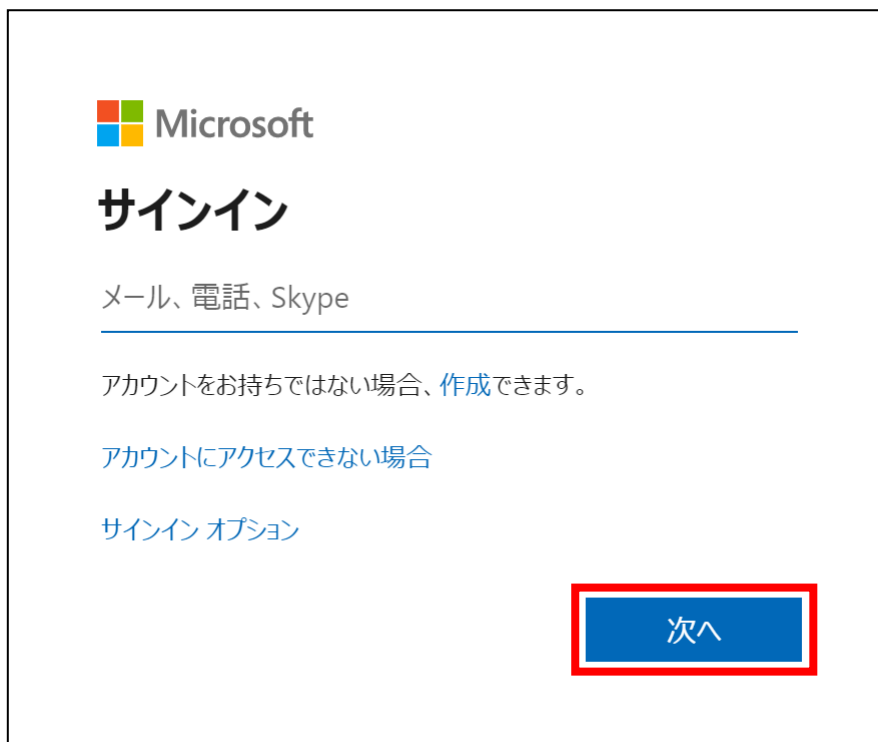 Microsoft
サインイン
メール、電話、Skype
アカウントをお持ちではない場合、作成できます。
アカウントにアクセスできない場合
サインイン オプション
次へ